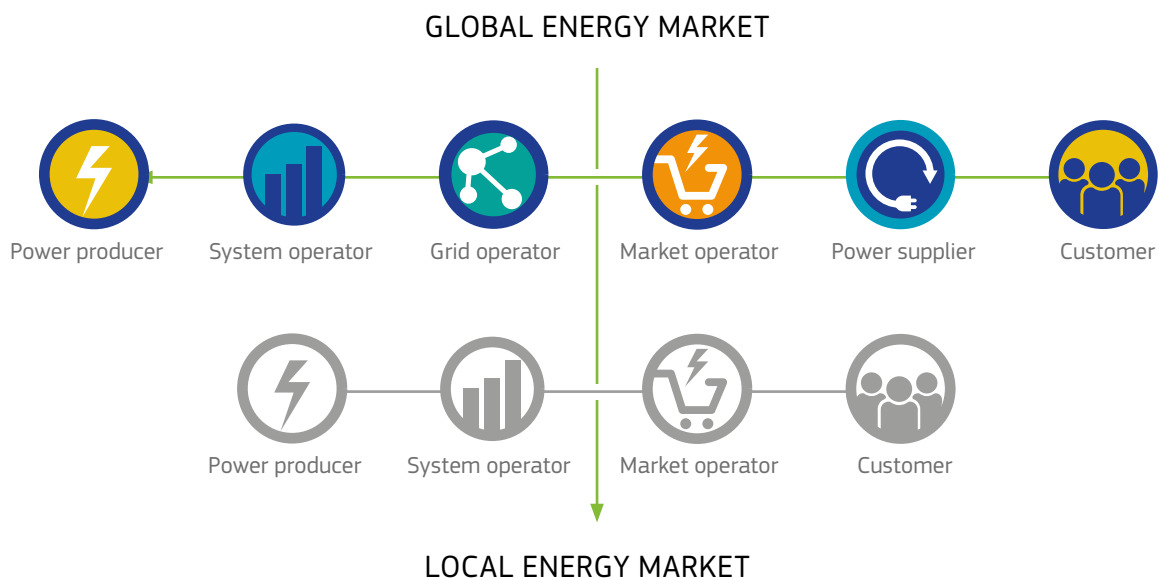 GLOBAL ENERGY MARKET
Power producer
System operator
Grid operator
Market operator
Power supplier
Customer
Power producer
System operator
Market operator
Customer
LOCAL ENERGY MARKET